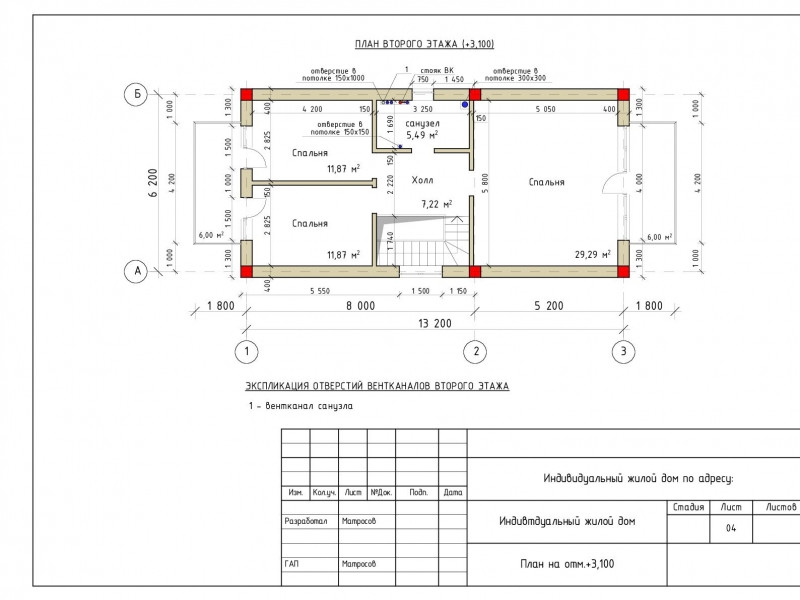 ПЛАН ВТОРОГО ЭТАЖА (+3,100)
отверстие в
потолке 150х1000
1
стояк ВК
отверстие в
потолке 300х300
750
1 450
Б
1 000
1 300
400
4 200
150
3 250
5 050
400
1 300
1 000
150
отверстие в
потолке 150х150
1 690
санузел
5,49 м²
6 200
4 200
1 500
2 825
Спальня
11,87 м²
150
Холл
7,22 м²
2 220
5 800
Спальня
29,29 м²
4 000
4 200
1 000
150
1 500
2 825
Спальня
11,87 м²
1 740
6,00 м²
6,00 м²
А
1 000
1 300
400
1 300
1 000
5 550
1 500
1 150
1 800
8 000
5 200
1 800
13 200
1
2
3
ЭКСПЛИКАЦИЯ ОТВЕРСТИЙ ВЕНТКАНАЛОВ ВТОРОГО ЭТАЖА
1 – вентканал санузла
Индивидуальный жилой дом по адресу:
Изм.
Кол.уч.
Лист
№Док.
Подп.
Дата
Разработал
Матросов
Индивтдуальный жилой дом
Стадия
Лист
Листов
04
ГАП
Матросов
План на отм.+3,100